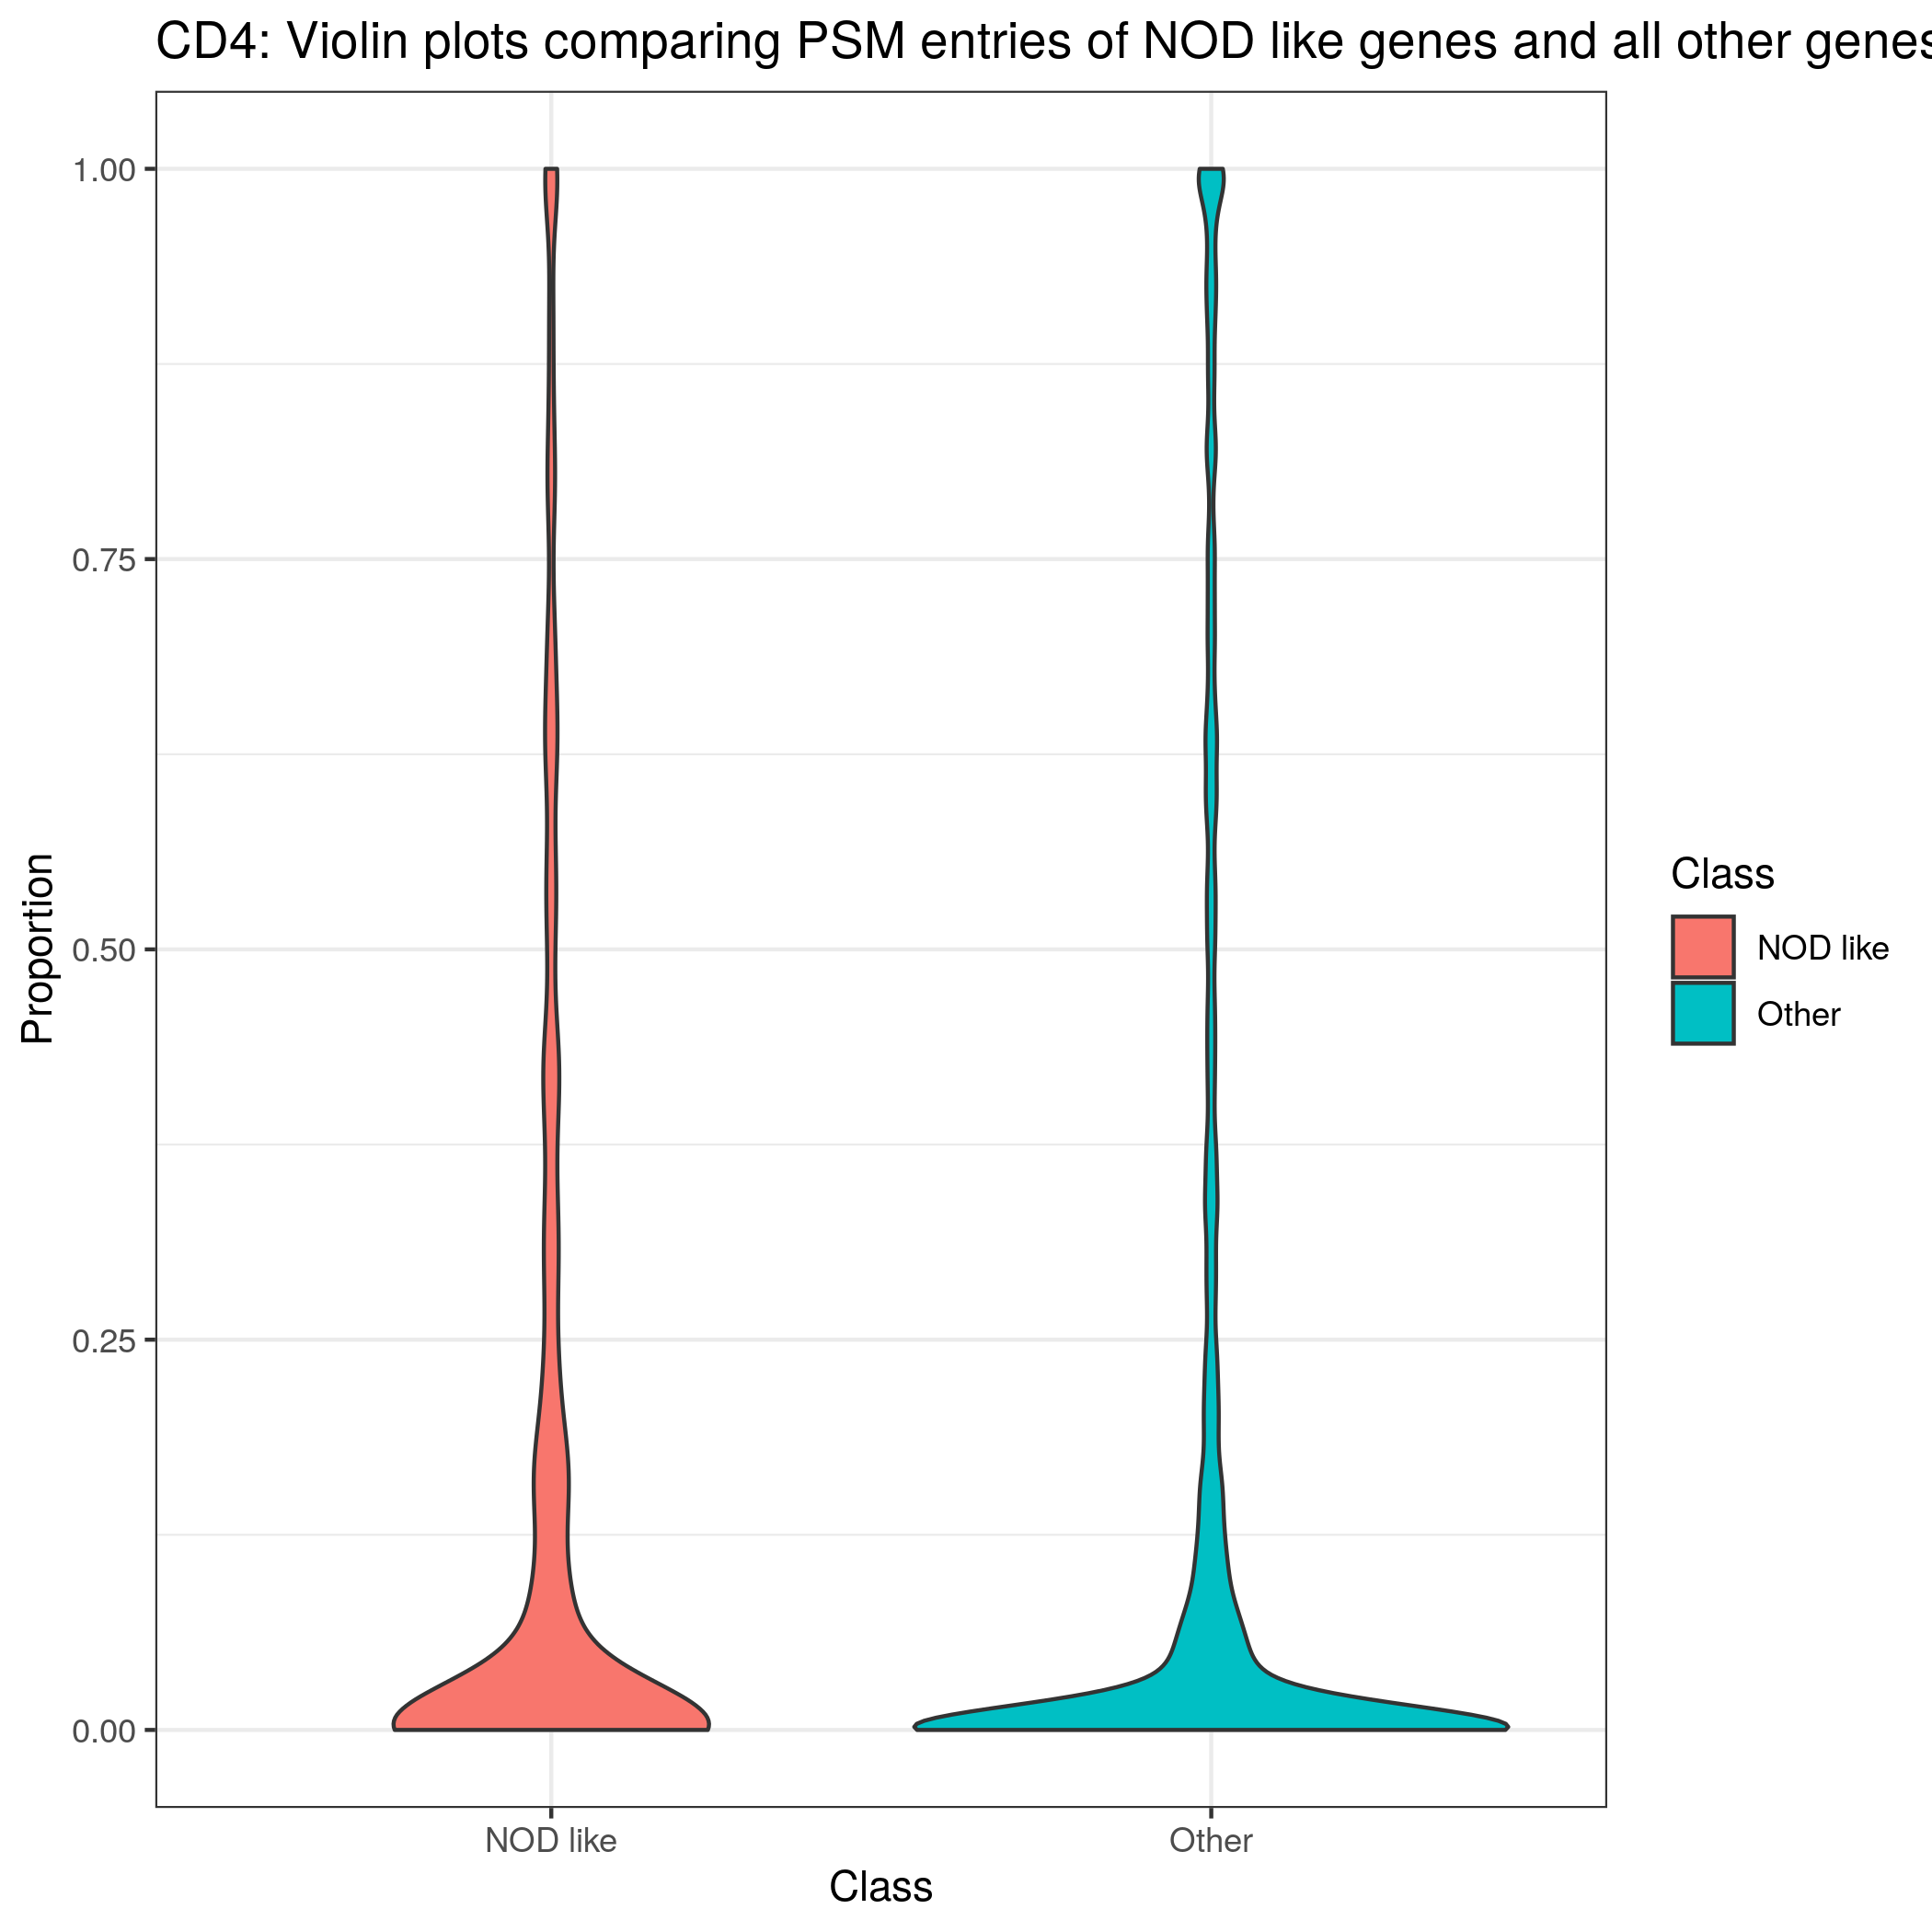 CD4: Violin plots comparing PSM entries of NOD like genes and all other genes
1.00
0.75
0.50
0.25
0.00
Proportion
NOD like
Other
Class
Class
NOD like
Other